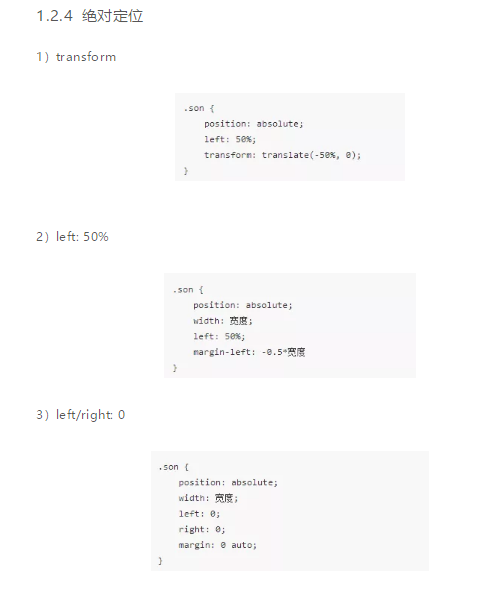 1.2.4 绝对定位
1）transform
.son {
position: absolute;
left: 50%;
transform: translate(-50%, 0);
}
2）left: 50%
.son {
position: absolute;
width: 宽度;
left: 50%;
margin-left: -0.5*宽度
}
3）left/right: 0
.son {
position: absolute;
width: 宽度;
left: 0;
right: 0;
margin: 0 auto;
}